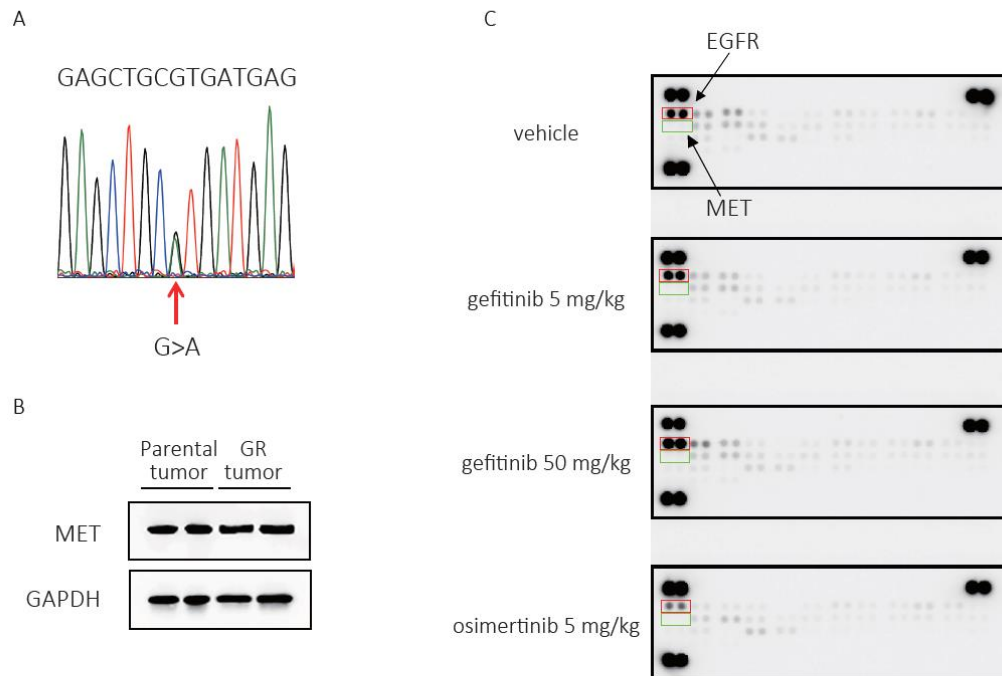 A
GAGCTGCGTGATGAG
G>A
B
Parental tumor
GR tumor
MET
GAPDH
C
EGFR
vehicle
MET
gefitinib 5 mg/kg
gefitinib 50 mg/kg
osimertinib 5 mg/kg